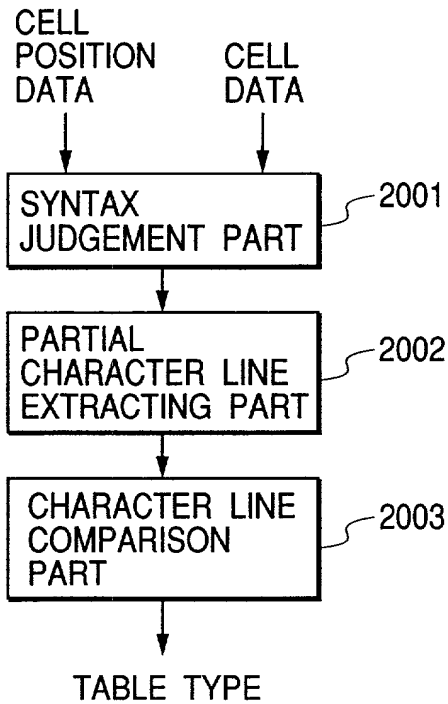 CELL
POSITION
DATA
CELL
DATA
SYNTAX
JUDGEMENT PART
2001
PARTIAL
CHARACTER LINE
EXTRACTING PART
2002
CHARACTER LINE
COMPARISON
PART
2003
TABLE TYPE